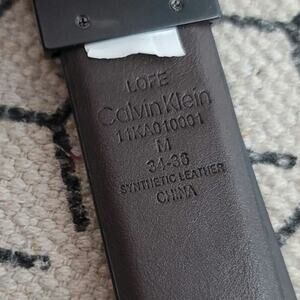 LOFE
Calvin Klein
11KA010001
M
34-36
SYNTHETIC LEATHER
CHINA